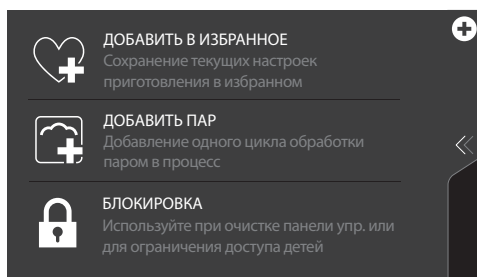 ДОБАВИТЬ В ИЗБРАННОЕ
Сохранение текущих настроек
приготовления в избранном
ДОБАВИТЬ ПАР
Добавление одного цикла обработки
паром в процесс
БЛОКИРОВКА
Используйте при очистке панели упр. или
для ограничения доступа детей